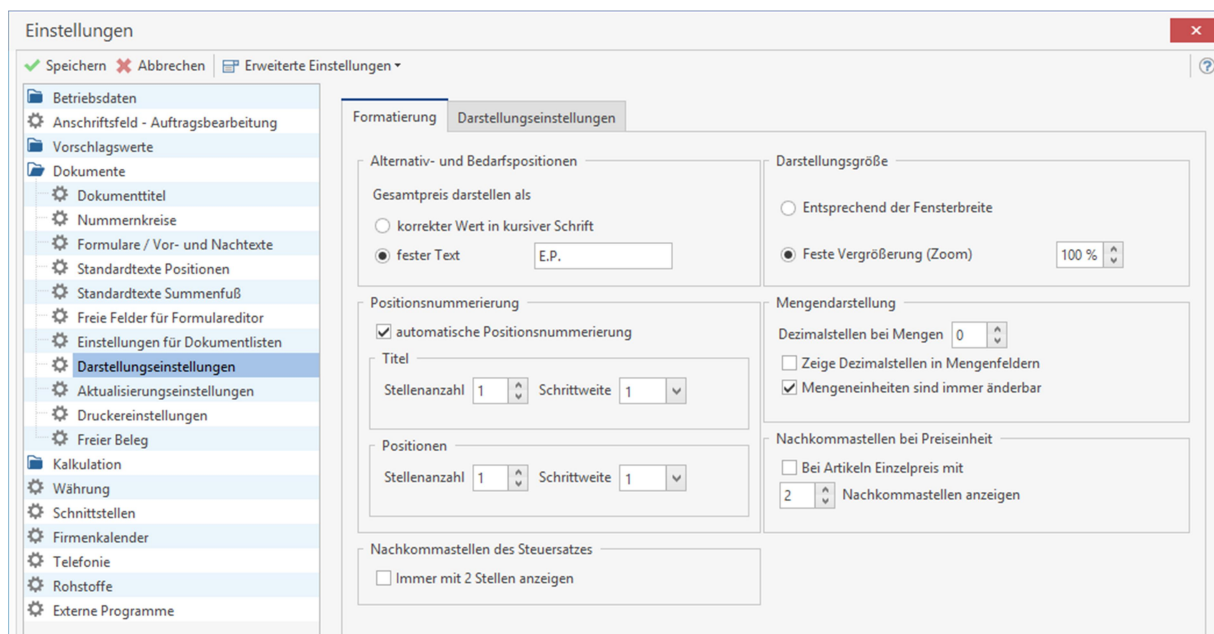 Einstellungen
Speichern Abbrechen Erweiterte Einstellungen
Betriebsdaten
Anschriftsfeld - Auftragsbearbeitung
Vorschlagswerte
Dokumente
Dokumenttitel
Nummernkreise
Formulare / Vor- und Nachtexte
Standardtexte Positionen
Standardtexte Summenfuß
Freie Felder für Formulareditor
Einstellungen für Dokumentlisten
Darstellungseinstellungen
Aktualisierungseinstellungen
Druckereinstellungen
Freier Beleg
Kalkulation
Währung
Schnittstellen
Firmenkalender
Telefonie
Rohstoffe
Externe Programme
Formatierung Darstellungseinstellungen
Alternativ- und Bedarfspositionen
Gesamtpreis darstellen als
korrekter Wert in kursiver Schrift
fester Text E.P.
Positionsnummerierung
automatische Positionsnummerierung
Titel
Stellenanzahl 1 Schrittweite 1
Positionen
Stellenanzahl 1 Schrittweite 1
Nachkommastellen des Steuersatzes
Immer mit 2 Stellen anzeigen
Darstellungsgröße
Entsprechend der Fensterbreite
Feste Vergrößerung (Zoom) 100 %
Mengendarstellung
Dezimalstellen bei Mengen 0
Zeige Dezimalstellen in Mengenfeldern
Mengeneinheiten sind immer änderbar
Nachkommastellen bei Preiseinheit
Bei Artikeln Einzelpreis mit
2 Nachkommastellen anzeigen